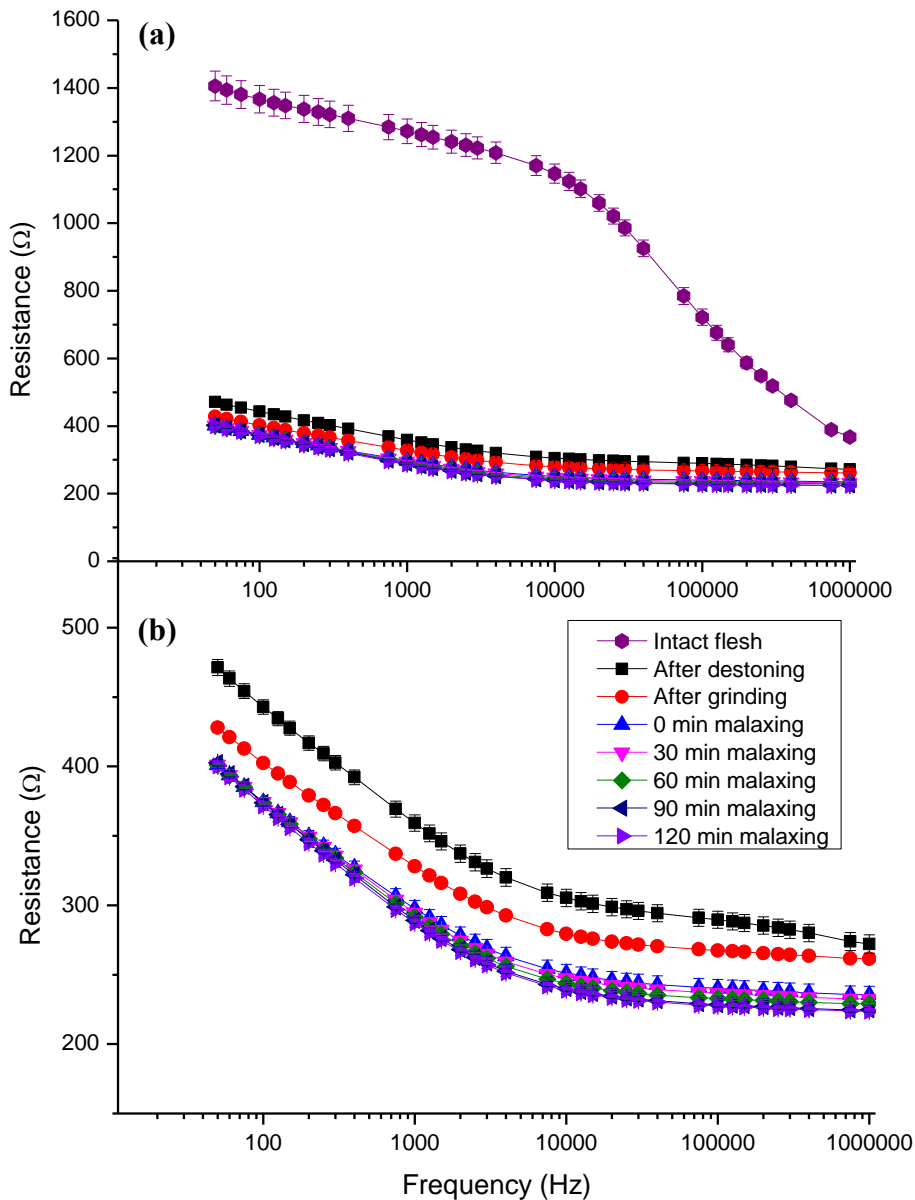 (a)
1600
1400
1200
1000
800
600
400
200
0
Resistance (Ω)
100 1000 10000 100000 1000000
(b)
500
400
300
200
Resistance (Ω)
Intact flesh
After destoning
After grinding
0 min malaxing
30 min malaxing
60 min malaxing
90 min malaxing
120 min malaxing
100 1000 10000 100000 1000000
Frequency (Hz)